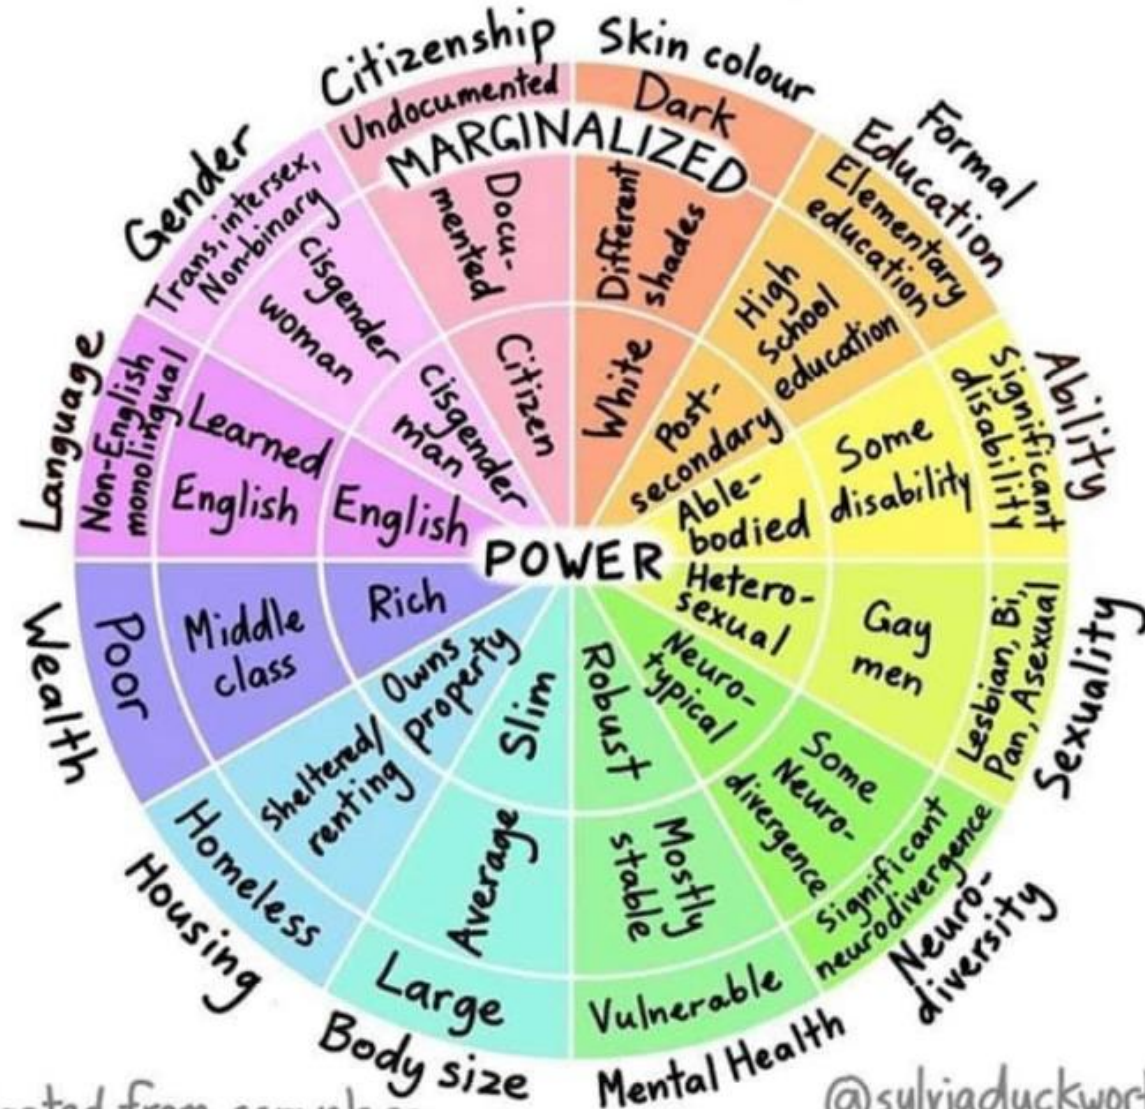 Citizenship
Undocumented
Docu-
mented
Citizen
Skin colour
Dark
Different
shades
White
Formal
Education
Elementary
education
High
School
education
Post-
secondary
Ability
Significant
disability
Some
disability
Able-
bodied
Sexuality
Lesbian, Bi,
Pan, Asexual
Gay
men
Hetero-
sexual
Neuro-
diversity
Significant
neurodivergence
Some
Neuro-
divergence
Neuro-
typical
Mental Health
Vulnerable
Mostly
stable
Robust
Body size
Large
Average
Slim
Housing
Homeless
Sheltered/
renting
Owns
property
Wealth
Poor
Middle
class
Rich
Language
Non-English
monolingual
Learned
English
English
Gender
Trans, intersex,
Non-binary
Cisgender
woman
Cisgender
man
MARGINALIZED
POWER
from
@sylviaduckwor